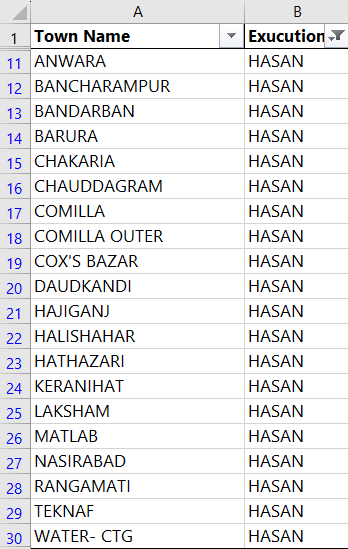 A B
1 Town Name Exucution
11 ANWARA HASAN
12 BANCHARAMPUR HASAN
13 BANDARBAN HASAN
14 BARURA HASAN
15 CHAKARIA HASAN
16 CHAUDDAGRAM HASAN
17 COMILLA HASAN
18 COMILLA OUTER HASAN
19 COX'S BAZAR HASAN
20 DAUDKANDI HASAN
21 HAJIGANJ HASAN
22 HALISHAHAR HASAN
23 HATHAZARI HASAN
24 KERANIHAT HASAN
25 LAKSHAM HASAN
26 MATLAB HASAN
27 NASIRABAD HASAN
28 RANGAMATI HASAN
29 TEKNAF HASAN
30 WATER- CTG HASAN